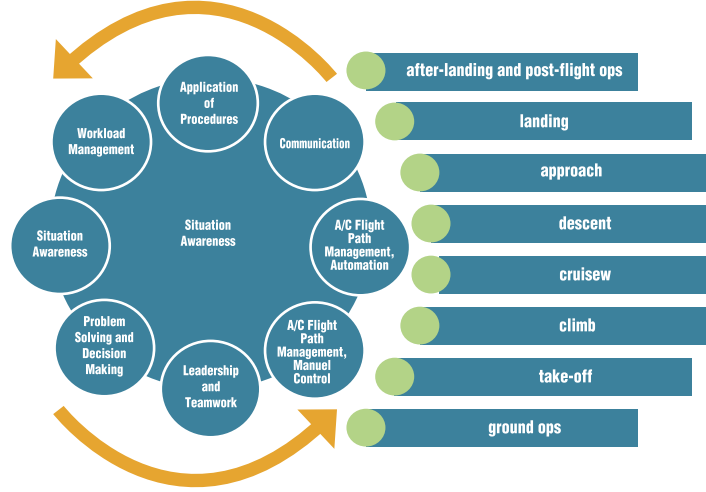 Application
of
Procedures
Communication
A/C Flight
Path
Management,
Automation
A/C Flight
Path
Management,
Manuel
Control
Leadership
and
Teamwork
Problem
Solving and
Decision
Making
Situation
Awareness
Workload
Management
Situation
Awareness
after-landing and post-flight ops
landing
approach
descent
cruisew
climb
take-off
ground ops